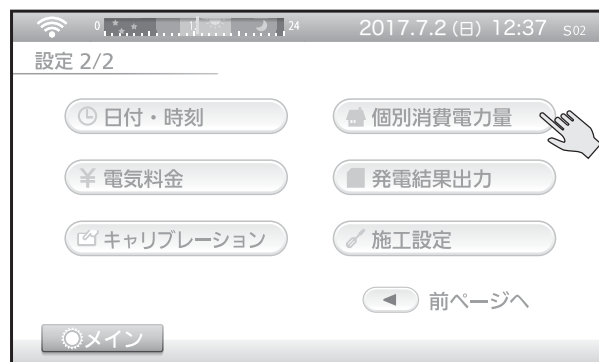 0 12 24 2017.7.2 (日) 12:37 S02
設定 2/2
日付・時刻 個別消費電力量
¥ 電気料金 発電結果出力
キャリブレーション 施工設定
◀ 前ページへ
メイン